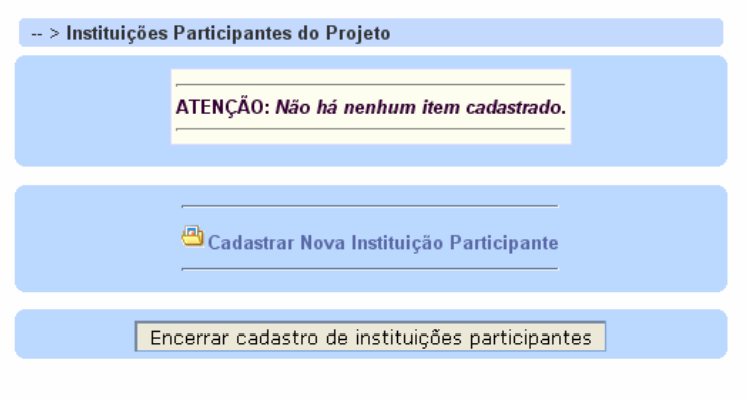 -- > Instituições Participantes do Projeto
ATENÇÃO: Não há nenhum item cadastrado.
Cadastrar Nova Instituição Participante
Encerrar cadastro de instituições participantes